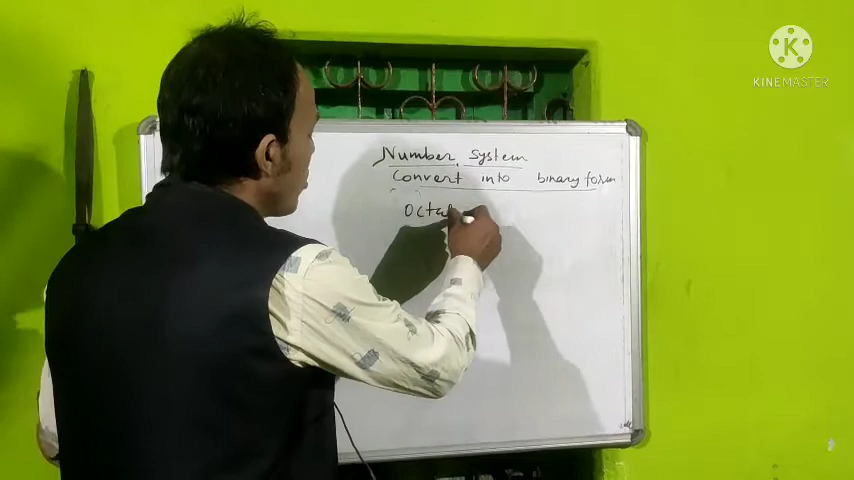 Number System
Convert into binary form
Octal
K
KINEMASTER